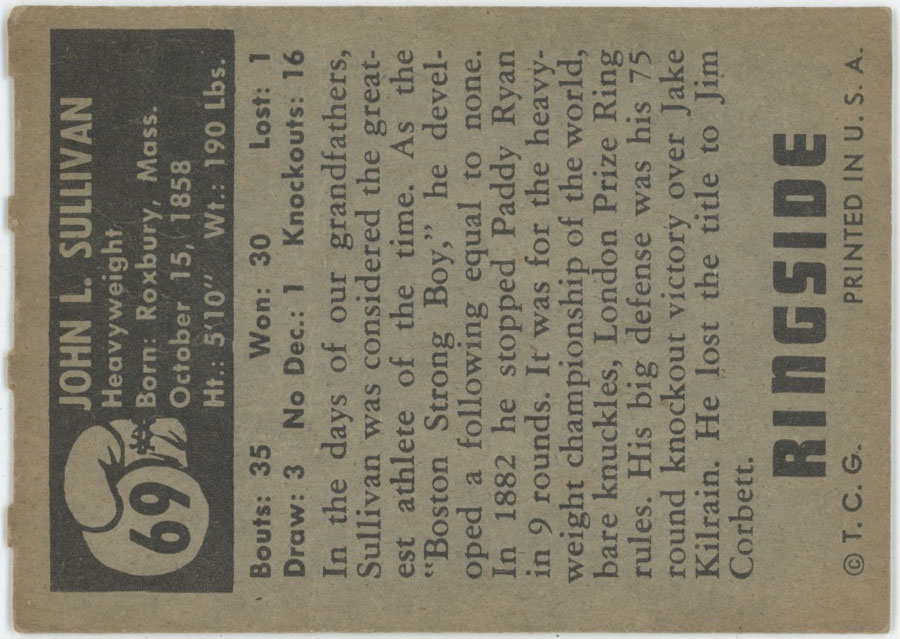 69
JOHN L. SULLIVAN
Heavyweight
Born: Roxbury, Mass.
October 15, 1858
Ht.: 5'10" Wt.: 190 Lbs.
Bouts: 35 Won: 30 Lost: 1
Draw: 3 No Dec.: 1 Knockouts: 16
In the days of our grandfathers,
Sullivan was considered the great-
est athlete of the time. As the
"Boston Strong Boy," he devel-
oped a following equal to none.
In 1882 he stopped Paddy Ryan
in 9 rounds. It was for the heavy-
weight championship of the world,
bare knuckles, London Prize Ring
rules. His big defense was his 75
round knockout victory over Jake
Kilrain. He lost the title to Jim
Corbett.
RINGSIDE
© T. C. G. PRINTED IN U. S. A.